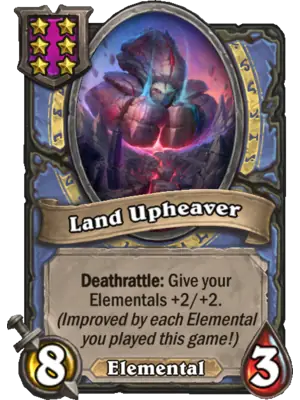 Land Upheaver
Deathrattle: Give your
Elementals +2/+2.
(Improved by each Elemental
you played this game!)
8
Elemental
3